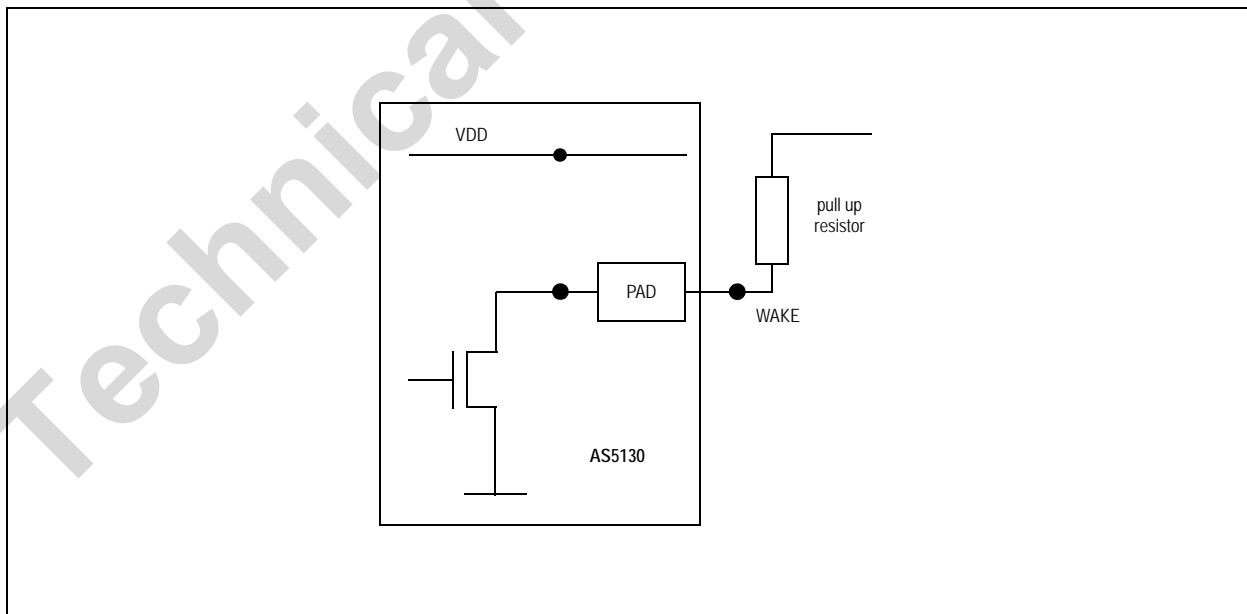 Technical
VDD
pull up
resistor
PAD
WAKE
AS5130